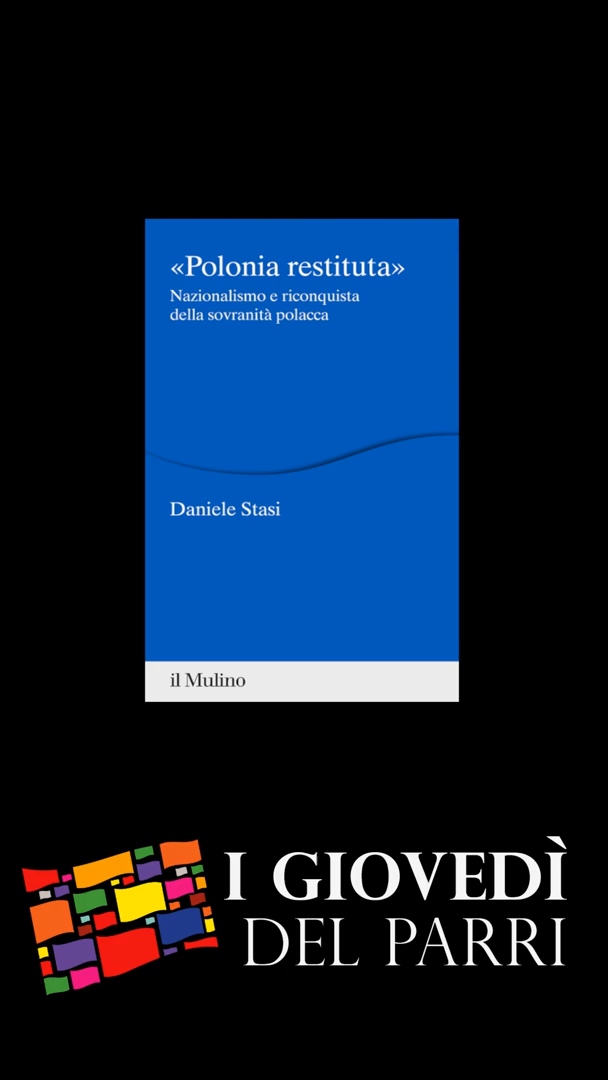 «Polonia restituta»
Nazionalismo e riconquista
della sovranità polacca
Daniele Stasi
il Mulino
I GIOVEDÌ
DEL PARRI